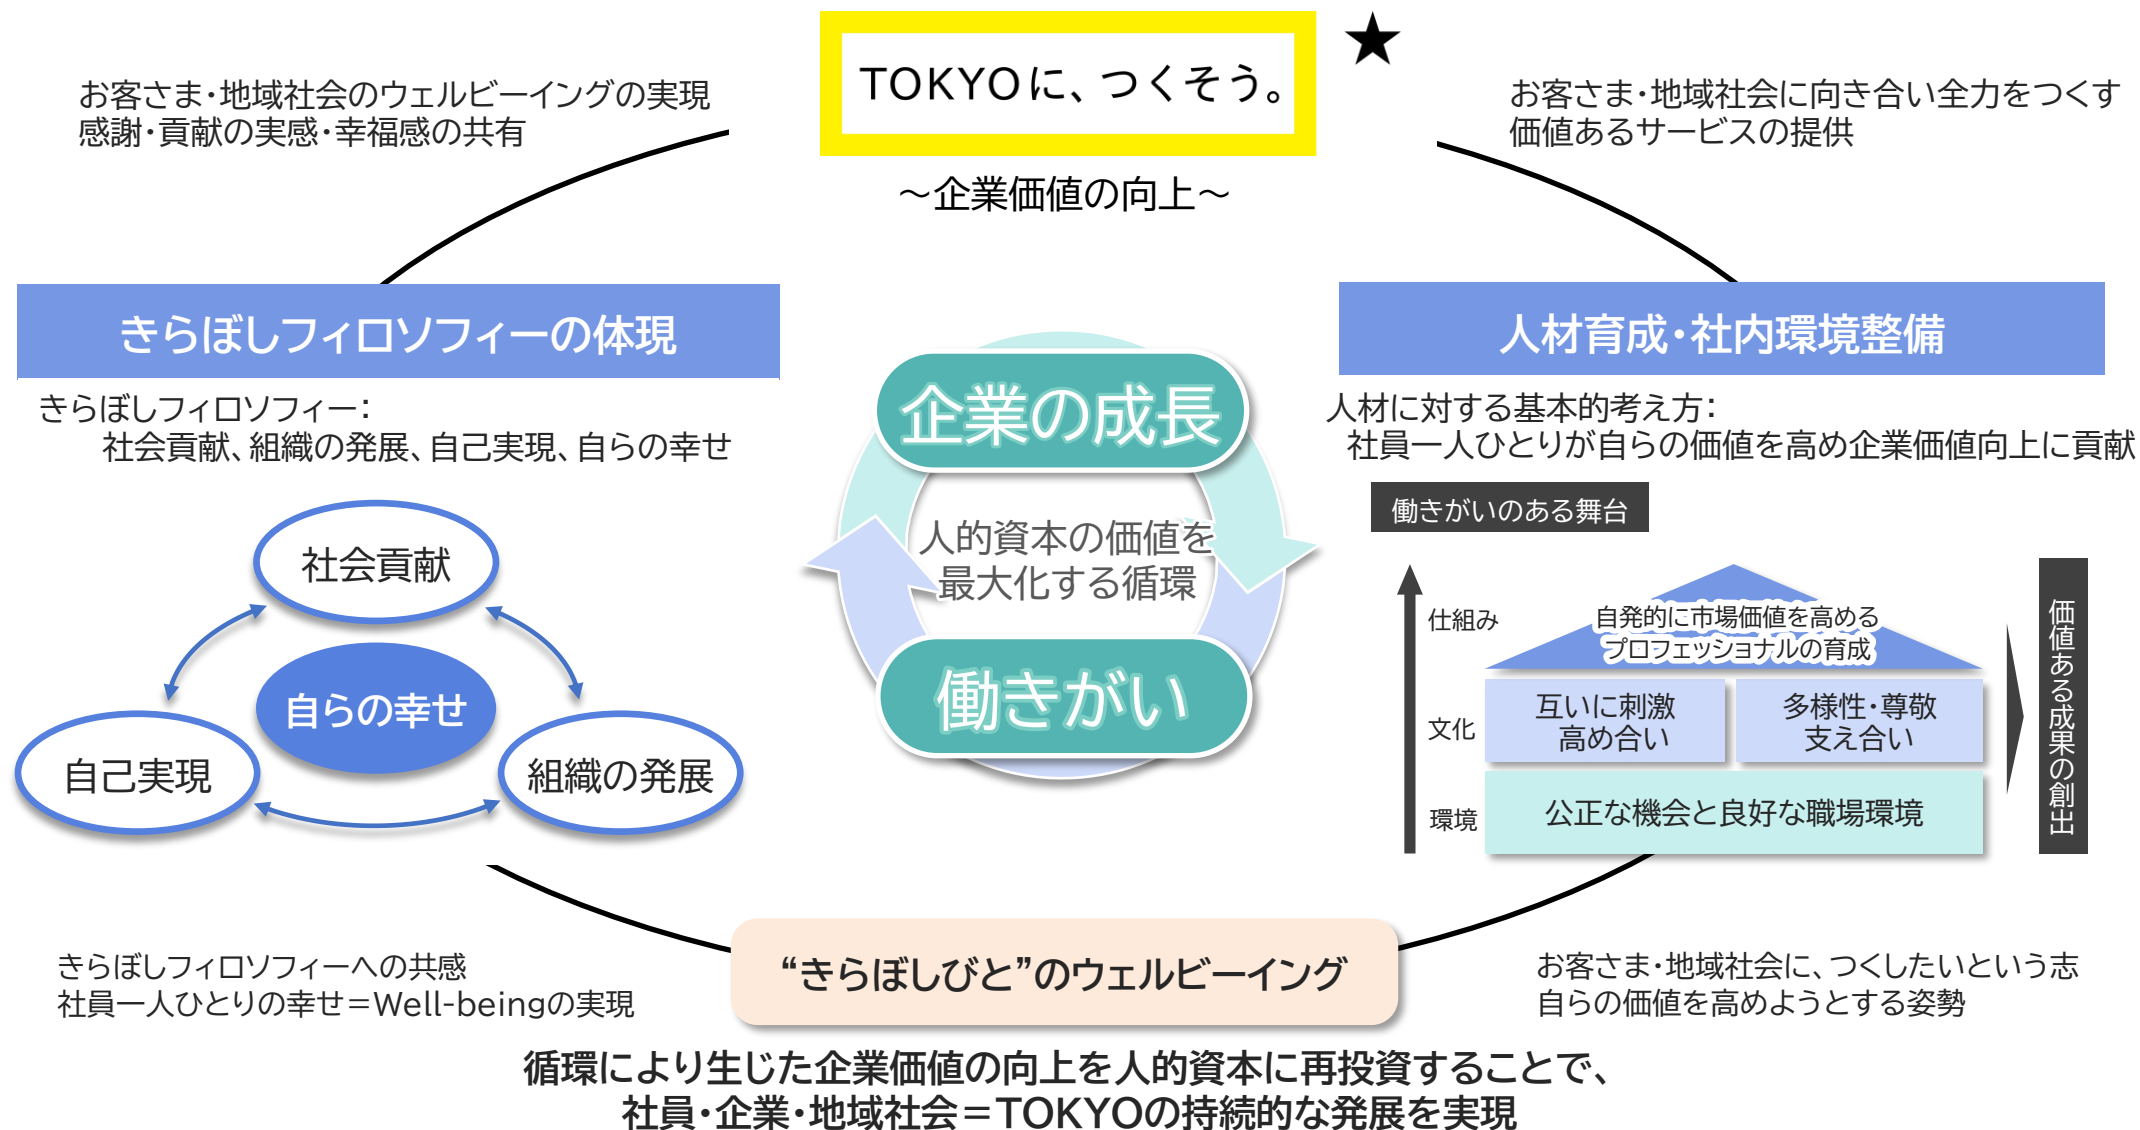 TOKYOに、つくそう。
★
～企業価値の向上～
お客さま・地域社会のウェルビーイングの実現
感謝・貢献の実感・幸福感の共有
お客さま・地域社会に向き合い全力をつくす
価値あるサービスの提供
きらぼしフィロソフィーの体現
きらぼしフィロソフィー：
社会貢献、組織の発展、自己実現、自らの幸せ
社会貢献
自らの幸せ
自己実現
組織の発展
企業の成長
人的資本の価値を
最大化する循環
働きがい
人材育成・社内環境整備
人材に対する基本的考え方：
社員一人ひとりが自らの価値を高め企業価値向上に貢献
働きがいのある舞台
仕組み
自発的に市場価値を高める
プロフェッショナルの育成
文化
互いに刺激
高め合い
多様性・尊敬
支え合い
環境
公正な機会と良好な職場環境
価値ある成果の創出
きらぼしフィロソフィーへの共感
社員一人ひとりの幸せ＝Well-beingの実現
“きらぼしびと”のウェルビーイング
お客さま・地域社会に、つくしたいという志
自らの価値を高めようとする姿勢
循環により生じた企業価値の向上を人的資本に再投資することで、
社員・企業・地域社会＝TOKYOの持続的な発展を実現